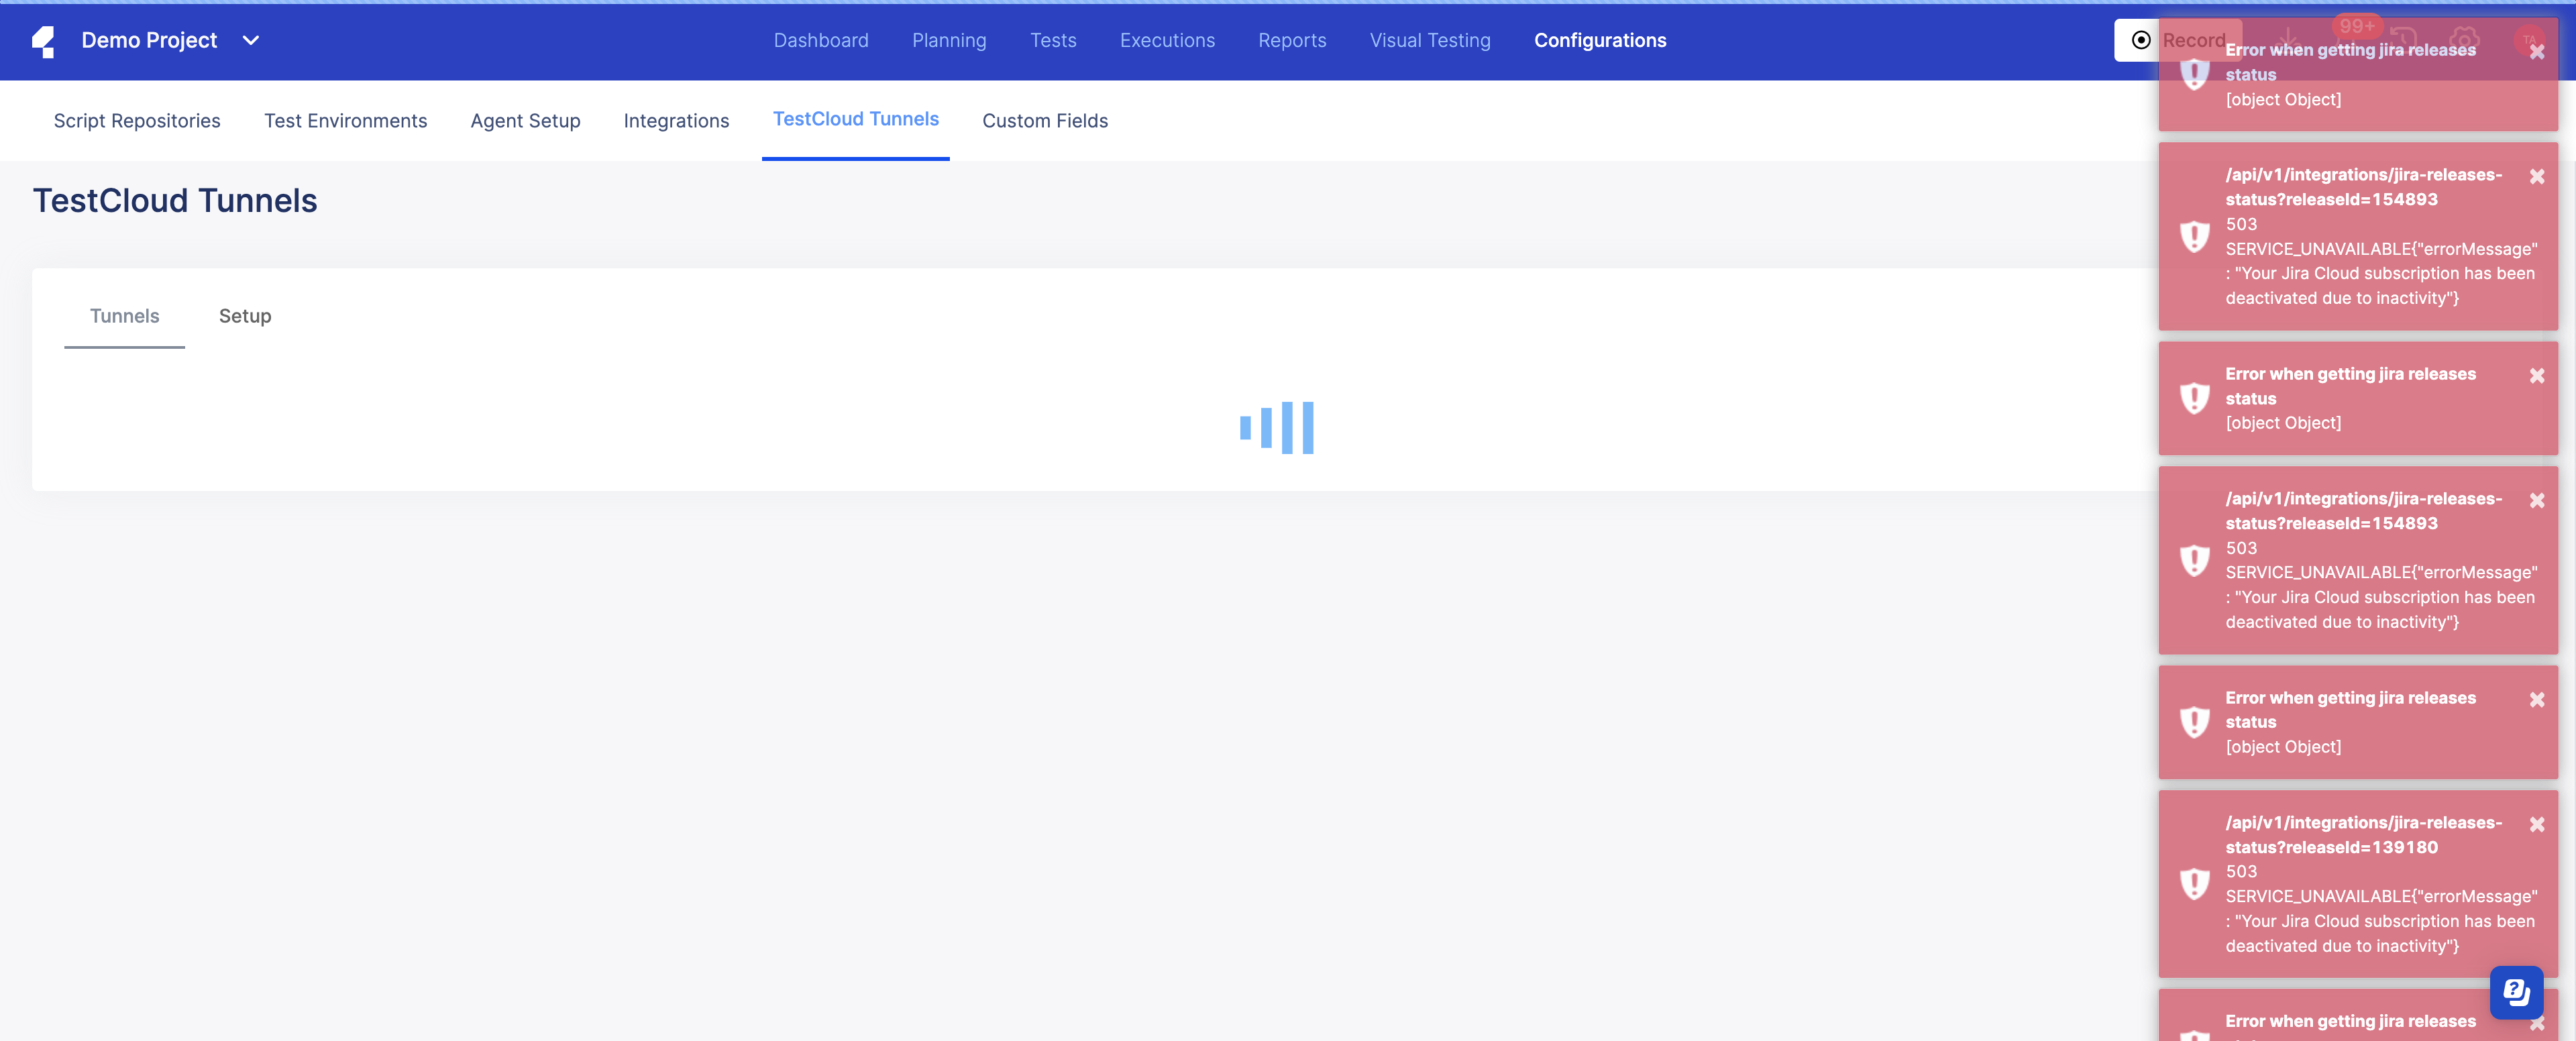 Demo Project
Dashboard
Planning
Tests
Executions
Reports
Visual Testing
Configurations
Record
99+
TA
Script Repositories
Test Environments
Agent Setup
Integrations
TestCloud Tunnels
Custom Fields
TestCloud Tunnels
Tunnels
Setup
Error when getting jira releases
status
[object Object]
/api/v1/integrations/jira-releases-
status?releaseId=154893
503
SERVICE_UNAVAILABLE{"errorMessage"
: "Your Jira Cloud subscription has been
deactivated due to inactivity"}
Error when getting jira releases
status
[object Object]
/api/v1/integrations/jira-releases-
status?releaseId=154893
503
SERVICE_UNAVAILABLE{"errorMessage"
: "Your Jira Cloud subscription has been
deactivated due to inactivity"}
Error when getting jira releases
status
[object Object]
/api/v1/integrations/jira-releases-
status?releaseId=139180
503
SERVICE_UNAVAILABLE{"errorMessage"
: "Your Jira Cloud subscription has been
deactivated due to inactivity"}
Error when getting jira releases